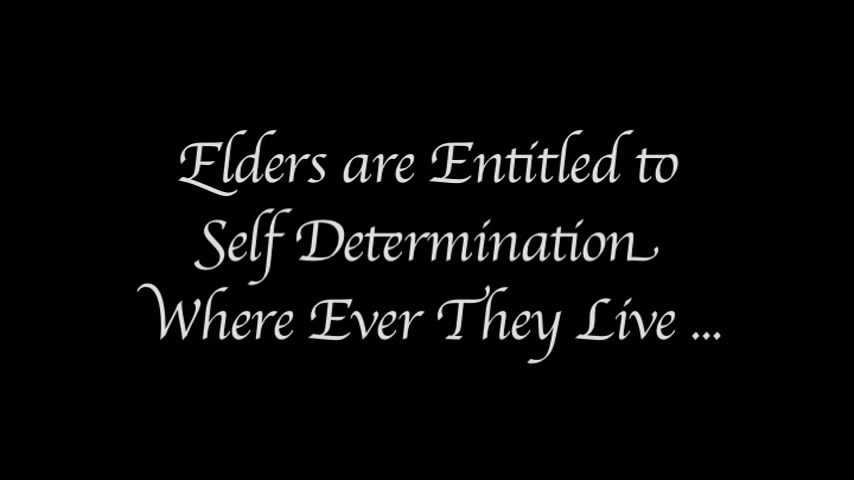 Elders are Entitled to
Self Determination
Where Ever They Live ...